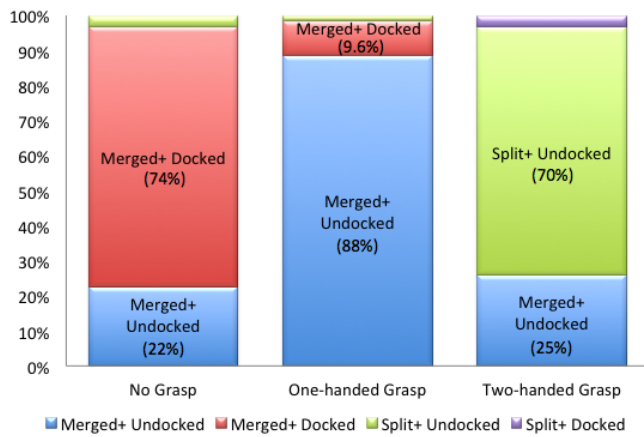 100%
90%
80%
70%
60%
50%
40%
30%
20%
10%
0%
Merged+ Docked
(74%)
Merged+
Undocked
(22%)
Merged+ Docked
(9.6%)
Merged+
Undocked
(88%)
Split+ Undocked
(70%)
Merged+
Undocked
(25%)
No Grasp
One-handed Grasp
Two-handed Grasp
Merged+ Undocked
Merged+ Docked
Split+ Undocked
Split+ Docked